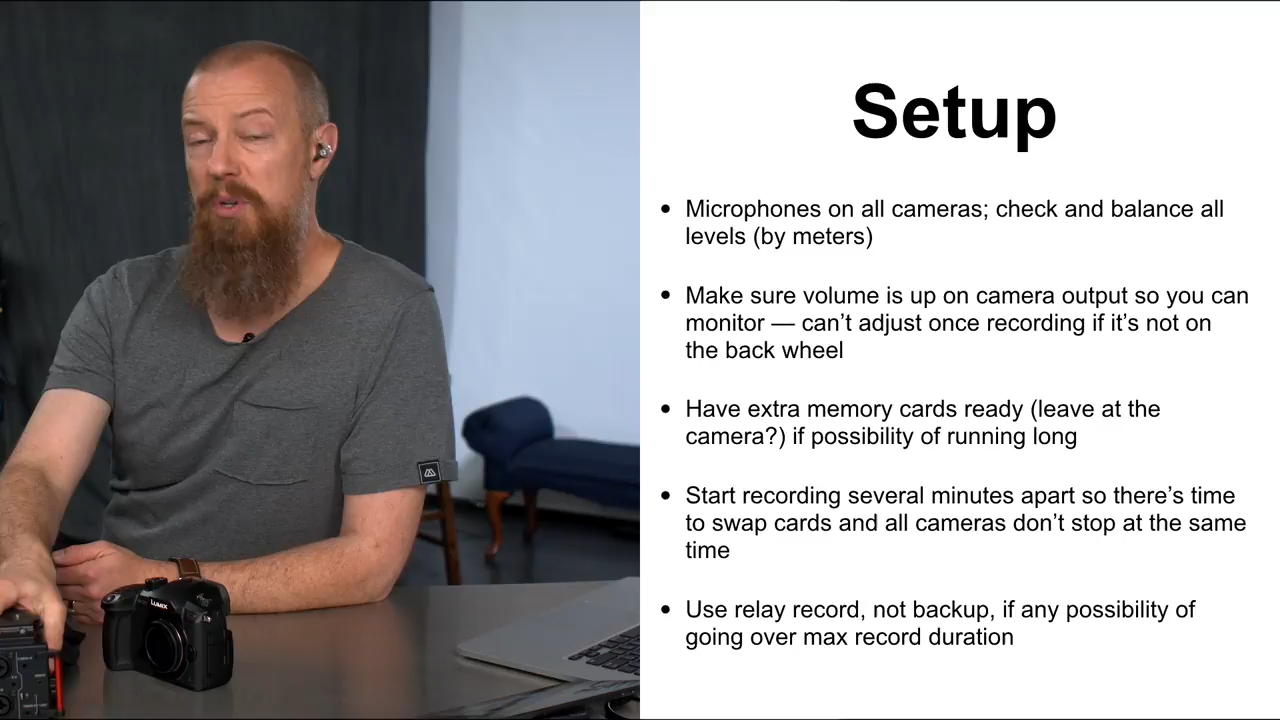 Setup
• Microphones on all cameras; check and balance all
levels (by meters)
• Make sure volume is up on camera output so you can
monitor — can’t adjust once recording if it’s not on
the back wheel
• Have extra memory cards ready (leave at the
camera?) if possibility of running long
• Start recording several minutes apart so there’s time
to swap cards and all cameras don’t stop at the same
time
• Use relay record, not backup, if any possibility of
going over max record duration
LUMIX